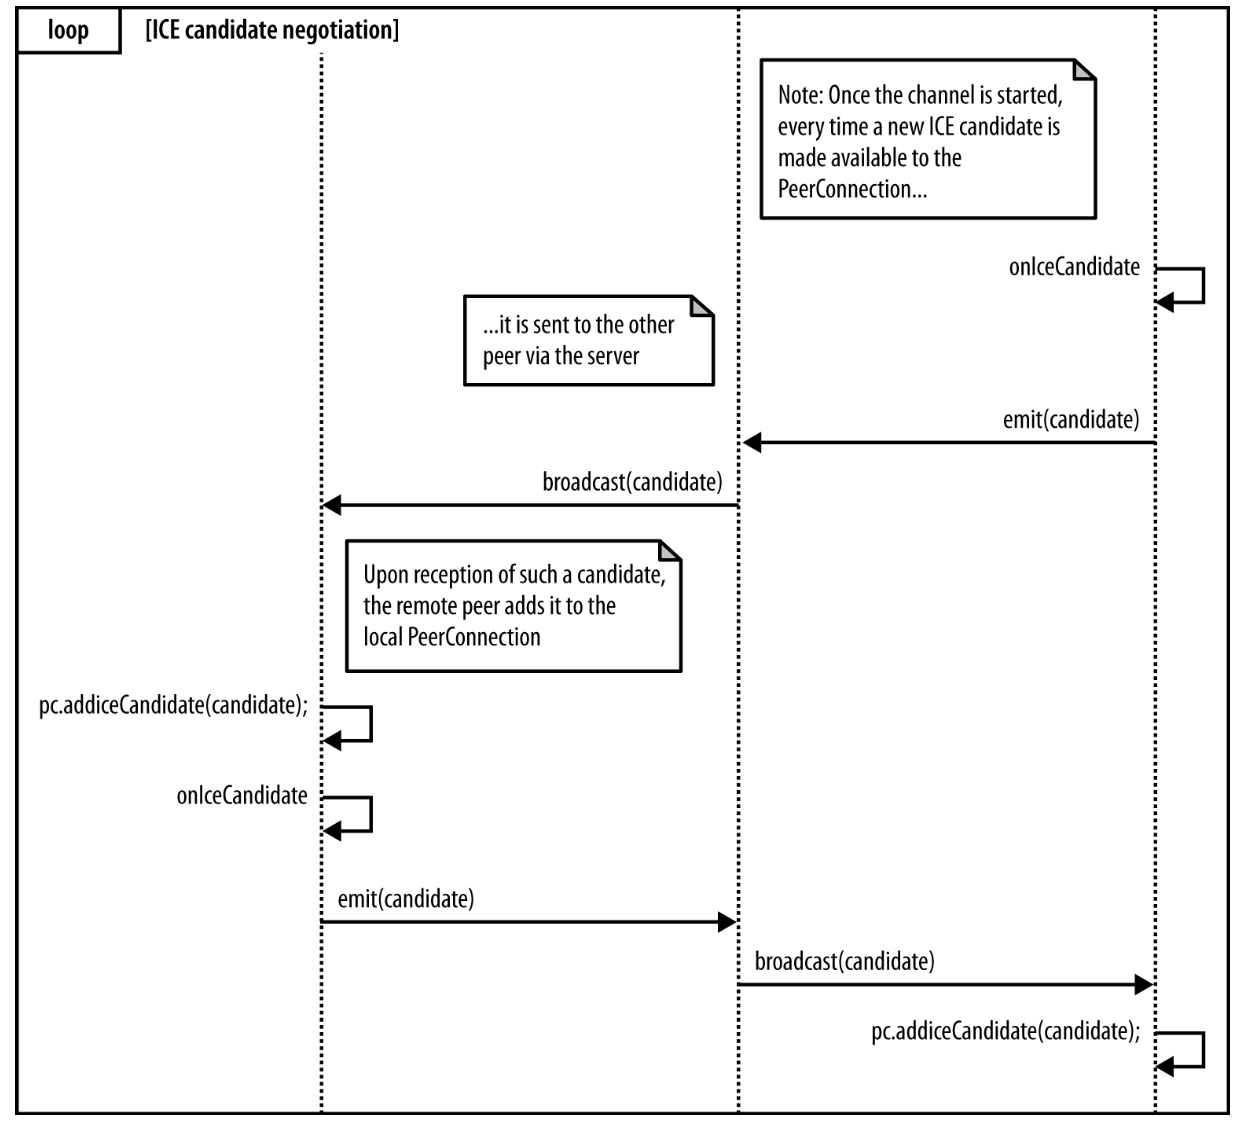 loop
[ICE candidate negotiation]
Note: Once the channel is started,
every time a new ICE candidate is
made available to the
PeerConnection...
onIceCandidate
...it is sent to the other
peer via the server
emit(candidate)
broadcast(candidate)
Upon reception of such a candidate,
the remote peer adds it to the
local PeerConnection
pc.addiceCandidate(candidate);
onIceCandidate
emit(candidate)
broadcast(candidate)
pc.addiceCandidate(candidate);